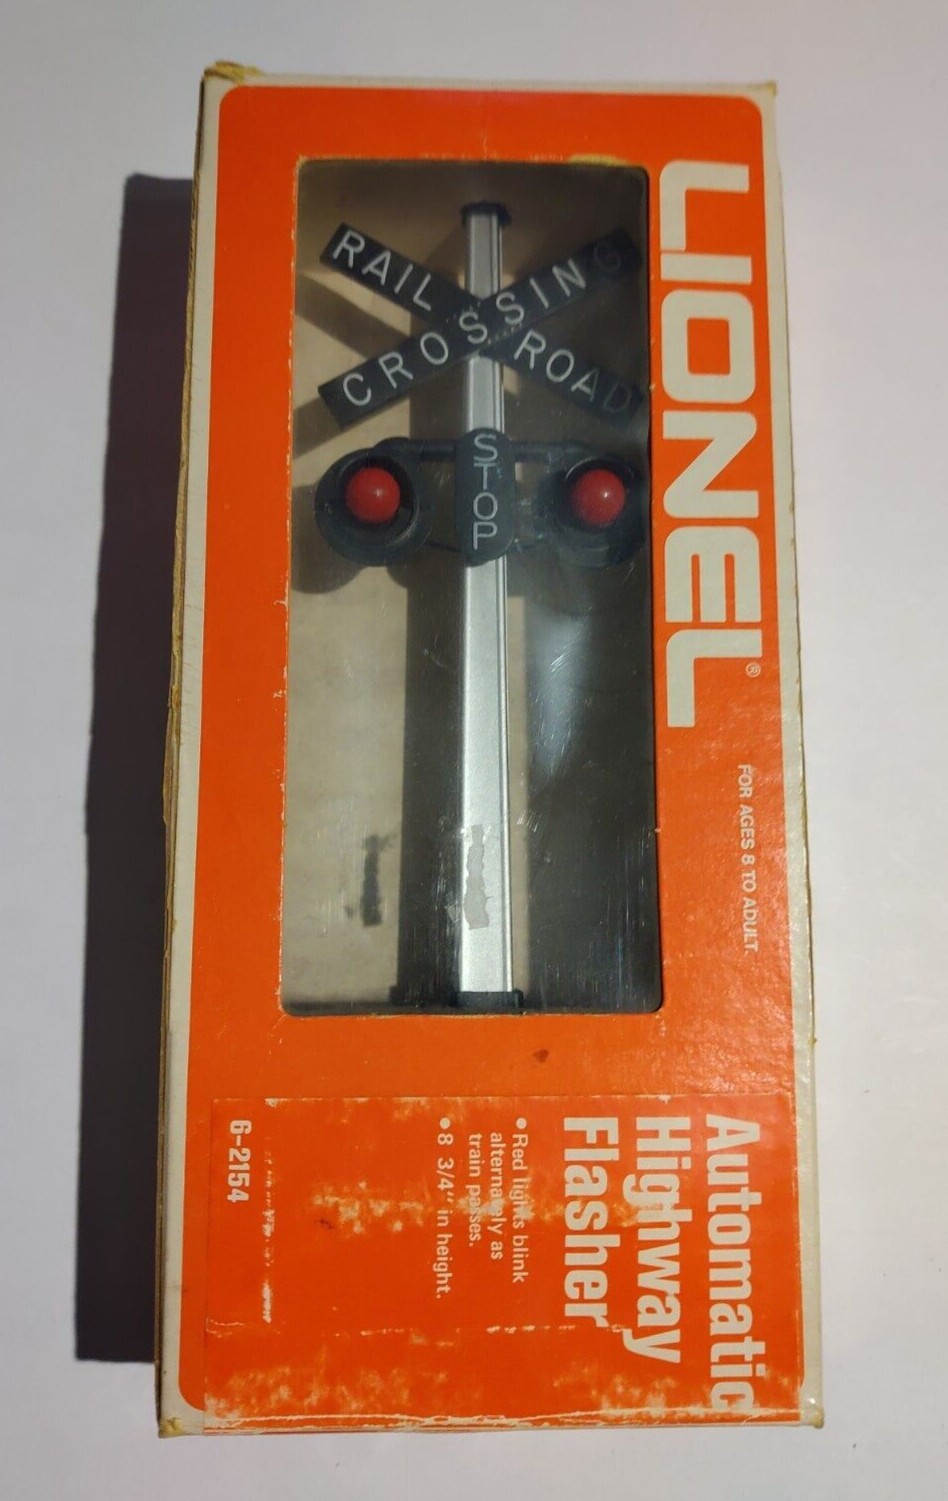 RAIL ROAD
CROSSING
STOP
LIONEL®
FOR AGES 8 TO ADULT.
Automatic
Highway
Flasher
• Red lights blink
alternately as
train passes.
• 8 3/4" in height.
6-2154